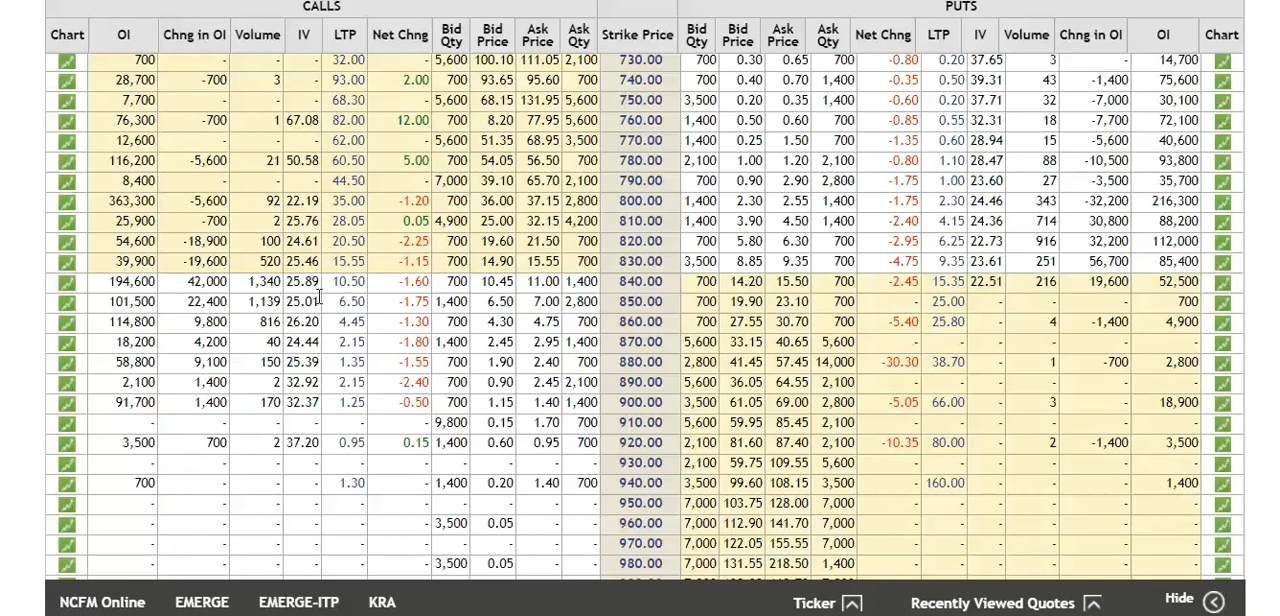 CALLS PUTS
Chart OI Chng in OI Volume IV LTP Net Chng Bid Qty Bid Price Ask Price Ask Qty Strike Price Bid Qty Bid Price Ask Price Ask Qty Net Chng LTP IV Volume Chng in OI OI Chart
700 - - - 32.00 - 5,600 100.10 111.05 2,100 730.00 700 0.30 0.65 700 -0.80 0.20 37.65 3 - 14,700
28,700 -700 3 - 93.00 2.00 700 93.65 95.60 700 740.00 700 0.40 0.70 1,400 -0.35 0.50 39.31 43 -1,400 75,600
7,700 - - - 68.30 - 5,600 68.15 131.95 5,600 750.00 3,500 0.20 0.35 1,400 -0.60 0.20 37.71 32 -7,000 30,100
76,300 -700 1 67.08 82.00 12.00 700 8.20 77.95 5,600 760.00 1,400 0.50 0.60 700 -0.85 0.55 32.31 18 -7,700 72,100
12,600 - - - 62.00 - 5,600 51.35 68.95 3,500 770.00 1,400 0.25 1.50 700 -1.35 0.60 28.94 15 -5,600 40,600
116,200 -5,600 21 50.58 60.50 5.00 700 54.05 56.50 700 780.00 2,100 1.00 1.20 2,100 -0.80 1.10 28.47 88 -10,500 93,800
8,400 - - - 44.50 - 7,000 39.10 65.70 2,100 790.00 700 0.90 2.90 2,800 -1.75 1.00 23.60 27 -3,500 35,700
363,300 -5,600 92 22.19 35.00 -1.20 700 36.00 37.15 2,800 800.00 1,400 2.30 2.55 1,400 -1.75 2.30 24.46 343 -32,200 216,300
25,900 -700 2 25.76 28.05 0.05 4,900 25.00 32.15 4,200 810.00 1,400 3.90 4.50 1,400 -2.40 4.15 24.36 714 30,800 88,200
54,600 -18,900 100 24.61 20.50 -2.25 700 19.60 21.50 700 820.00 700 5.80 6.30 700 -2.95 6.25 22.73 916 32,200 112,000
39,900 -19,600 520 25.46 15.55 -1.15 700 14.90 15.55 700 830.00 3,500 8.85 9.35 700 -4.75 9.35 23.61 251 56,700 85,400
194,600 42,000 1,340 25.89 10.50 -1.60 700 10.45 11.00 1,400 840.00 700 14.20 15.50 700 -2.45 15.35 22.51 216 19,600 52,500
101,500 22,400 1,139 25.01 6.50 -1.75 1,400 6.50 7.00 2,800 850.00 700 19.90 23.10 700 - 25.00 - - - 700
114,800 9,800 816 26.20 4.45 -1.30 700 4.30 4.75 700 860.00 700 27.55 30.70 700 -5.40 25.80 - 4 -1,400 4,900
18,200 4,200 40 24.44 2.15 -1.80 1,400 2.45 2.95 1,400 870.00 5,600 33.15 40.65 5,600 - - - - - -
58,800 9,100 150 25.39 1.35 -1.55 700 1.90 2.40 700 880.00 2,800 41.45 57.45 14,000 -30.30 38.70 - 1 -700 2,800
2,100 1,400 2 32.92 2.15 -2.40 700 0.90 2.45 2,100 890.00 5,600 36.05 64.55 2,100 - - - - - -
91,700 1,400 170 32.37 1.25 -0.50 700 1.15 1.40 1,400 900.00 3,500 61.05 69.00 2,800 -5.05 66.00 - 3 - 18,900
- - - - - - 9,800 0.15 1.70 700 910.00 5,600 59.95 85.45 2,100 - - - - - -
3,500 700 2 37.20 0.95 0.15 1,400 0.60 0.95 700 920.00 2,100 81.60 87.40 2,100 -10.35 80.00 - 2 -1,400 3,500
- - - - - - - - - - 930.00 2,100 59.75 109.55 5,600 - - - - - -
700 - - - 1.30 - 1,400 0.20 1.40 700 940.00 3,500 99.60 108.15 3,500 - 160.00 - - - 1,400
- - - - - - - - - - 950.00 7,000 103.75 128.00 7,000 - - - - - -
- - - - - - 3,500 0.05 - - 960.00 7,000 112.90 141.70 7,000 - - - - - -
- - - - - - - - - - 970.00 7,000 122.05 155.55 7,000 - - - - - -
- - - - - - 3,500 0.05 - - 980.00 7,000 131.55 218.50 1,400 - - - - - -
NCFM Online EMERGE EMERGE-ITP KRA Ticker Recently Viewed Quotes Hide